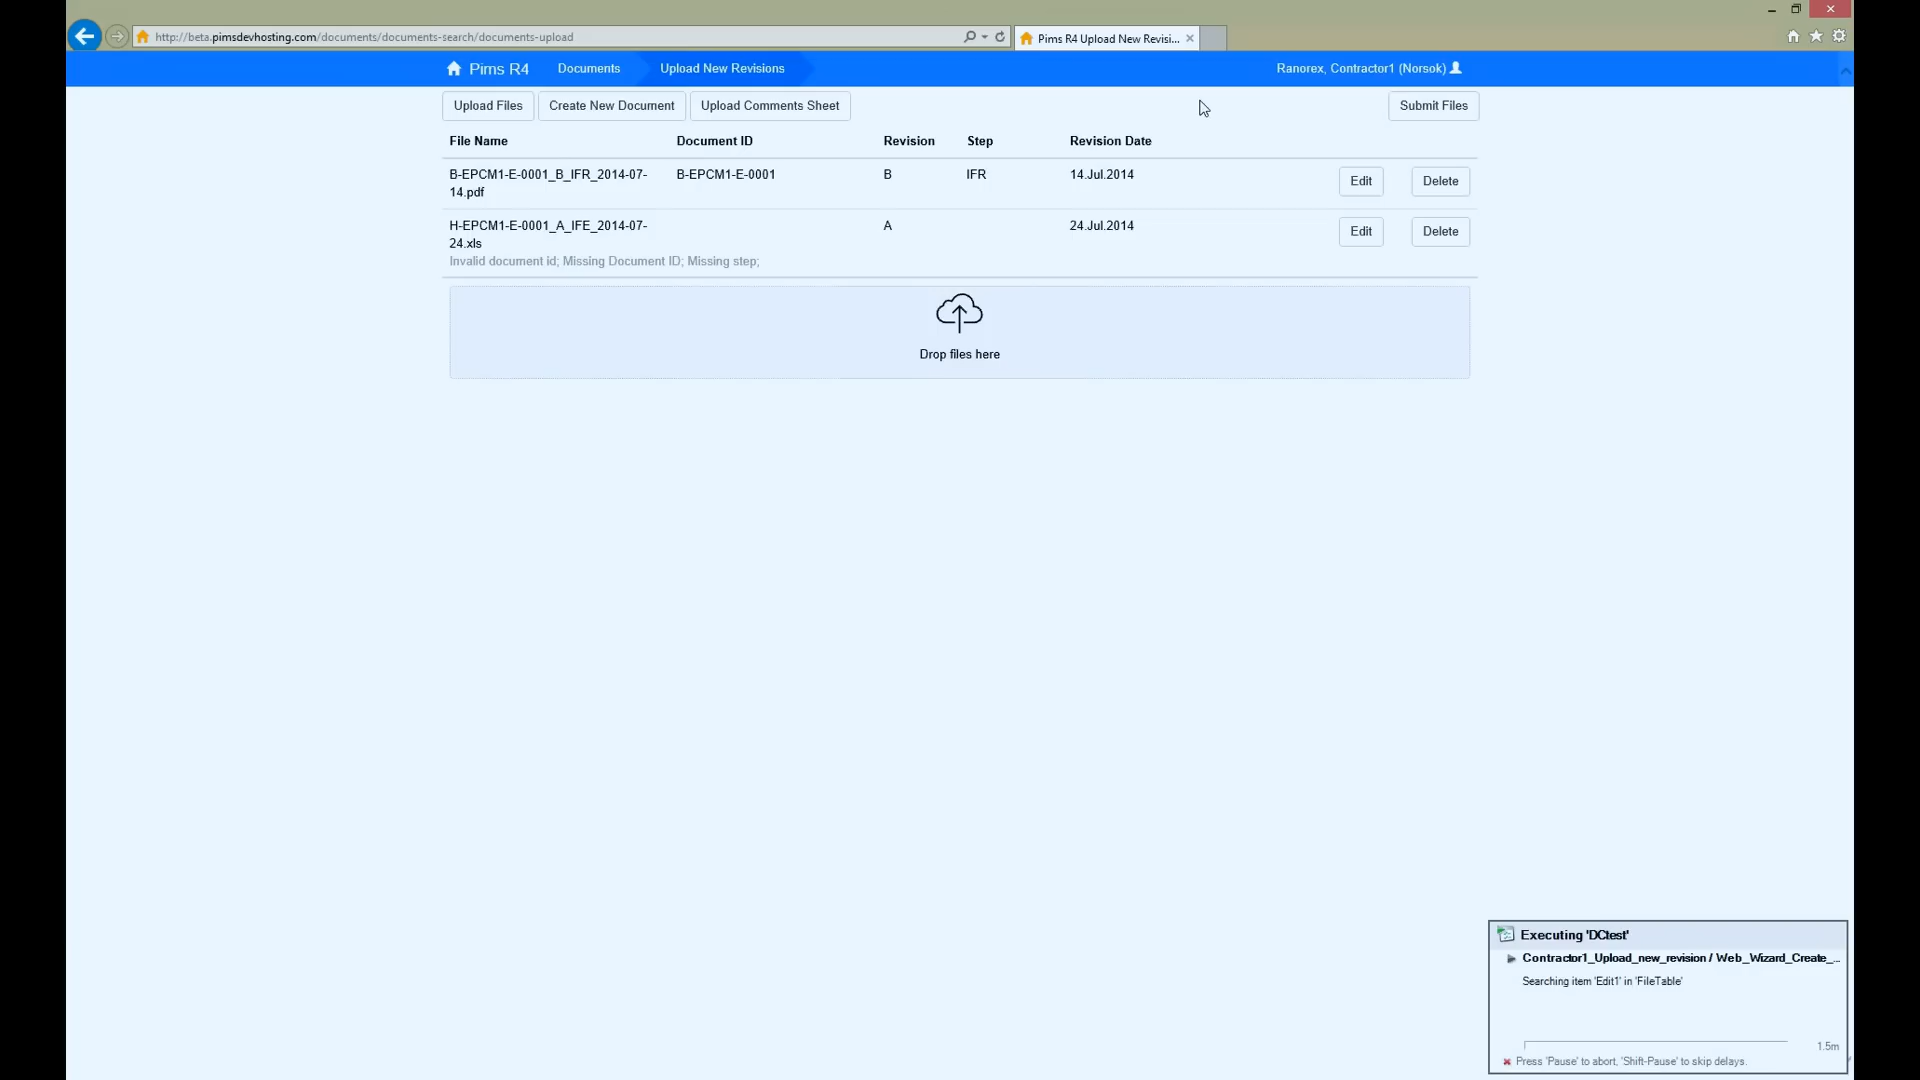 http://beta.pimsdevhosting.com/documents/documents-search/documents-upload
Pims R4 Upload New Revisi...
Pims R4
Documents
Upload New Revisions
Ranorex, Contractor1 (Norsok)
Upload Files
Create New Document
Upload Comments Sheet
Submit Files
File Name
Document ID
Revision
Step
Revision Date
B-EPCM1-E-0001_B_IFR_2014-07-
14.pdf
B-EPCM1-E-0001
B
IFR
14.Jul.2014
Edit
Delete
H-EPCM1-E-0001_A_IFE_2014-07-
24.xls
A
24.Jul.2014
Edit
Delete
Invalid document id; Missing Document ID; Missing step;
Drop files here
Executing 'DCtest'
Contractor1_Upload_new_revision / Web_Wizard_Create_...
Searching item 'Edit1' in 'FileTable'
1.5m
Press 'Pause' to abort, 'Shift-Pause' to skip delays.